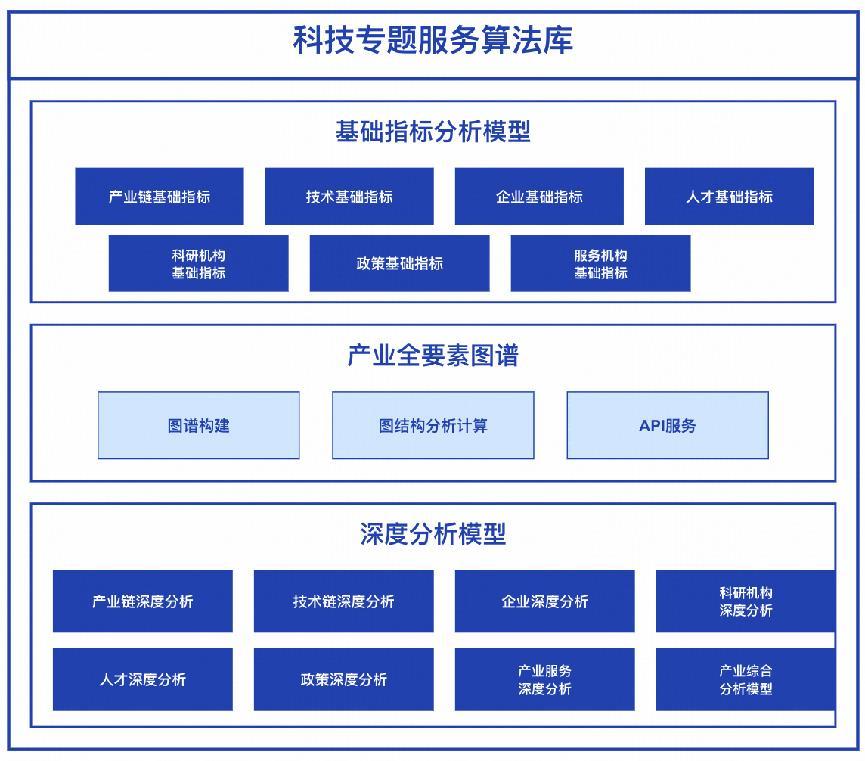 科技专题服务算法库
基础指标分析模型
产业链基础指标
技术基础指标
企业基础指标
人才基础指标
科研机构
基础指标
政策基础指标
服务机构
基础指标
产业全要素图谱
图谱构建
图结构分析计算
API服务
深度分析模型
产业链深度分析
技术链深度分析
企业深度分析
科研机构
深度分析
人才深度分析
政策深度分析
产业服务
深度分析
产业综合
分析模型